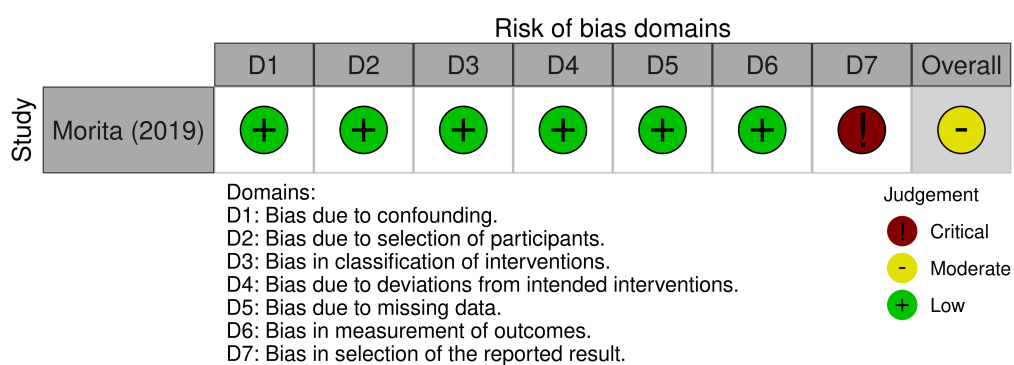 Risk of bias domains
D1 D2 D3 D4 D5 D6 D7 Overall
Study
Morita (2019) + + + + + + ! -
Domains:
D1: Bias due to confounding.
D2: Bias due to selection of participants.
D3: Bias in classification of interventions.
D4: Bias due to deviations from intended interventions.
D5: Bias due to missing data.
D6: Bias in measurement of outcomes.
D7: Bias in selection of the reported result.
Judgement
! Critical
- Moderate
+ Low